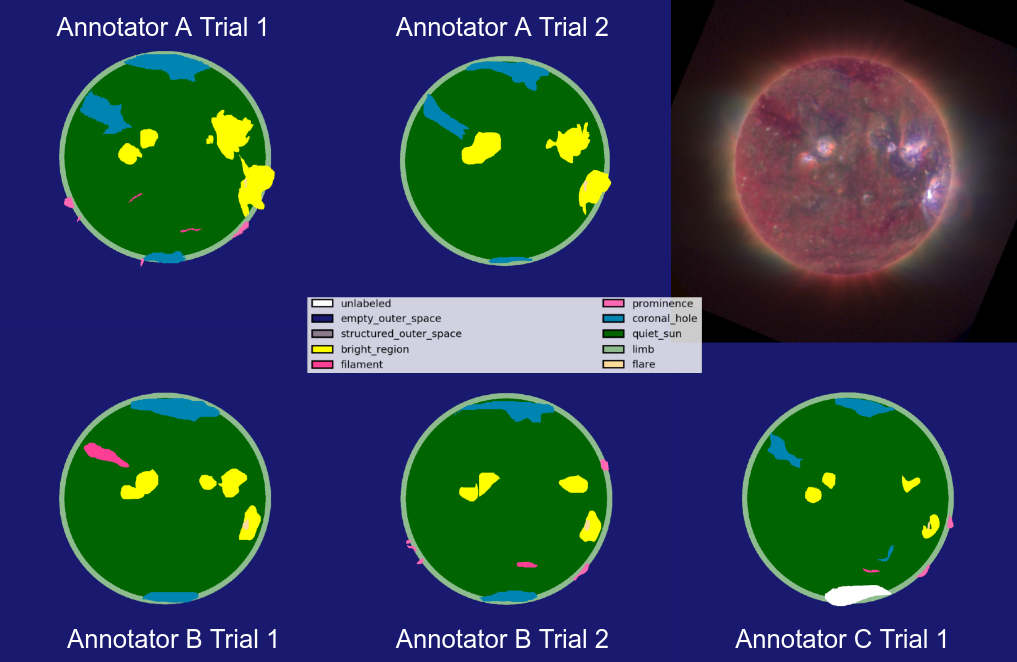 Annotator A Trial 1
Annotator A Trial 2
unlabeled
empty_outer_space
structured_outer_space
bright_region
filament
prominence
coronal_hole
quiet_sun
limb
flare
Annotator B Trial 1
Annotator B Trial 2
Annotator C Trial 1